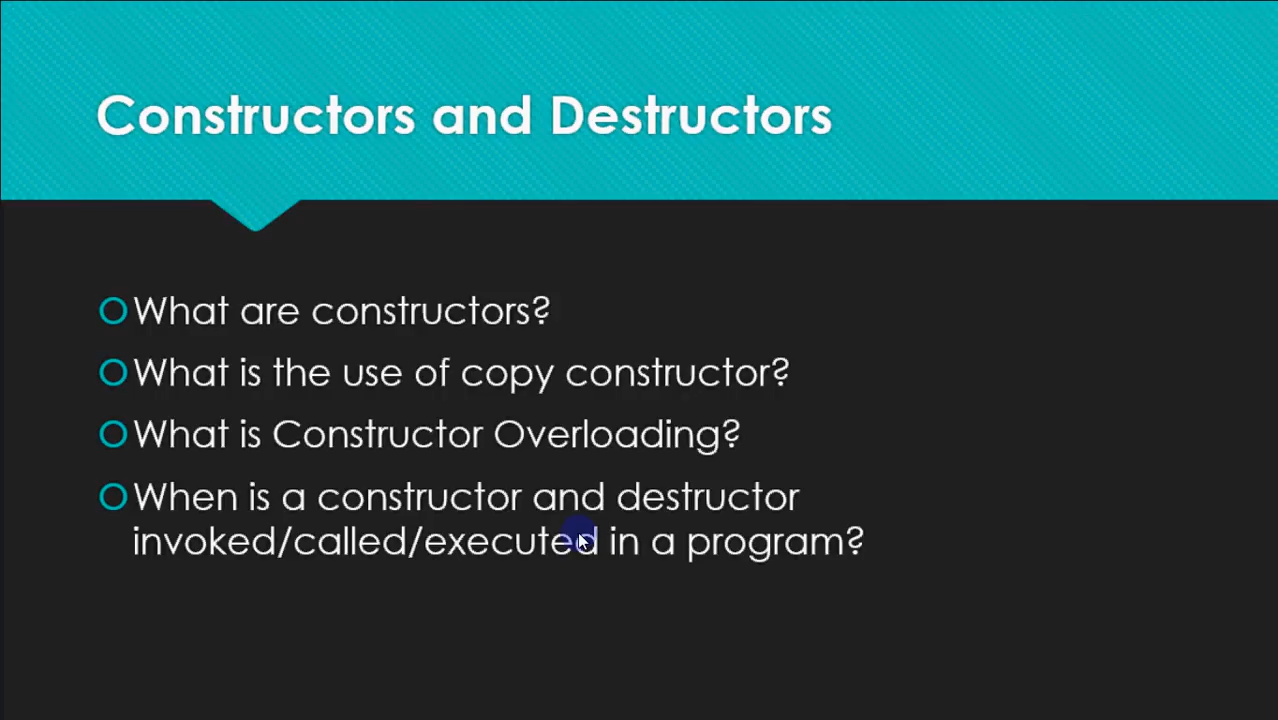 Constructors and Destructors
What are constructors?
What is the use of copy constructor?
What is Constructor Overloading?
When is a constructor and destructor
invoked/called/executed in a program?